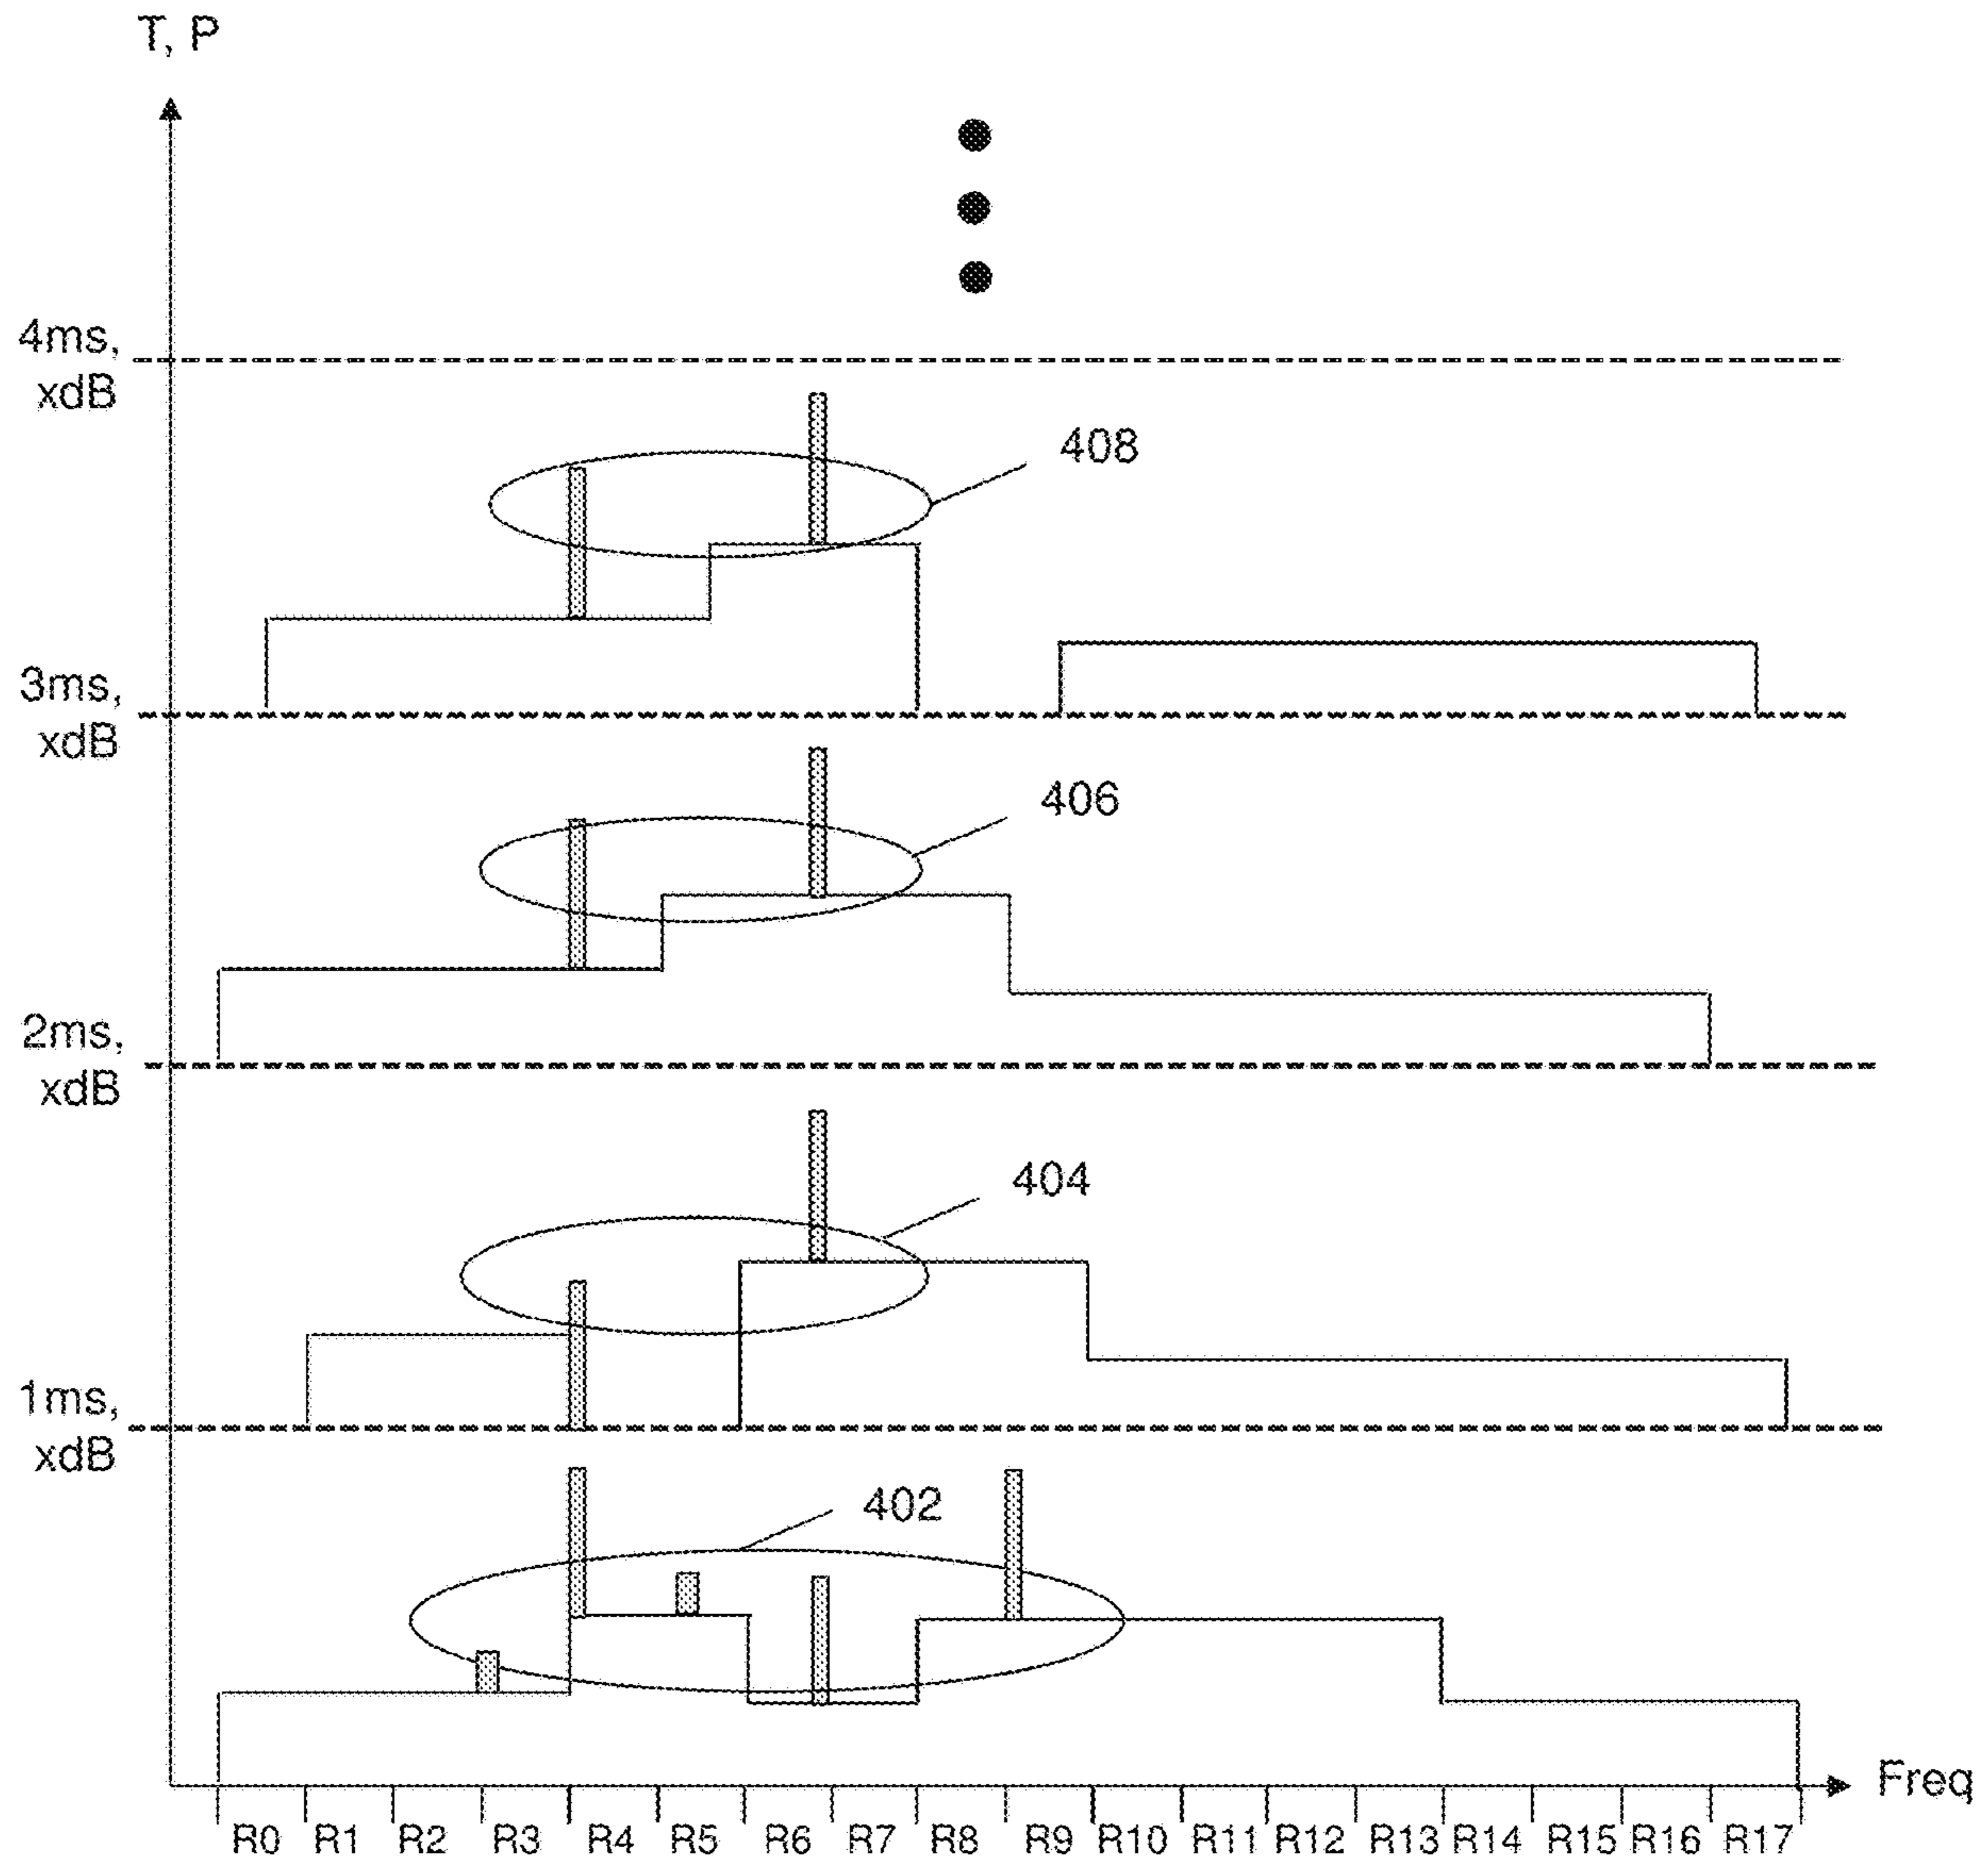 T, P
4ms,
xdB
408
3ms,
xdB
406
2ms,
xdB
404
1ms,
xdB
402
Freq
R0 R1 R2 R3 R4 R5 R6 R7 R8 R9 R10 R11 R12 R13 R14 R15 R16 R17